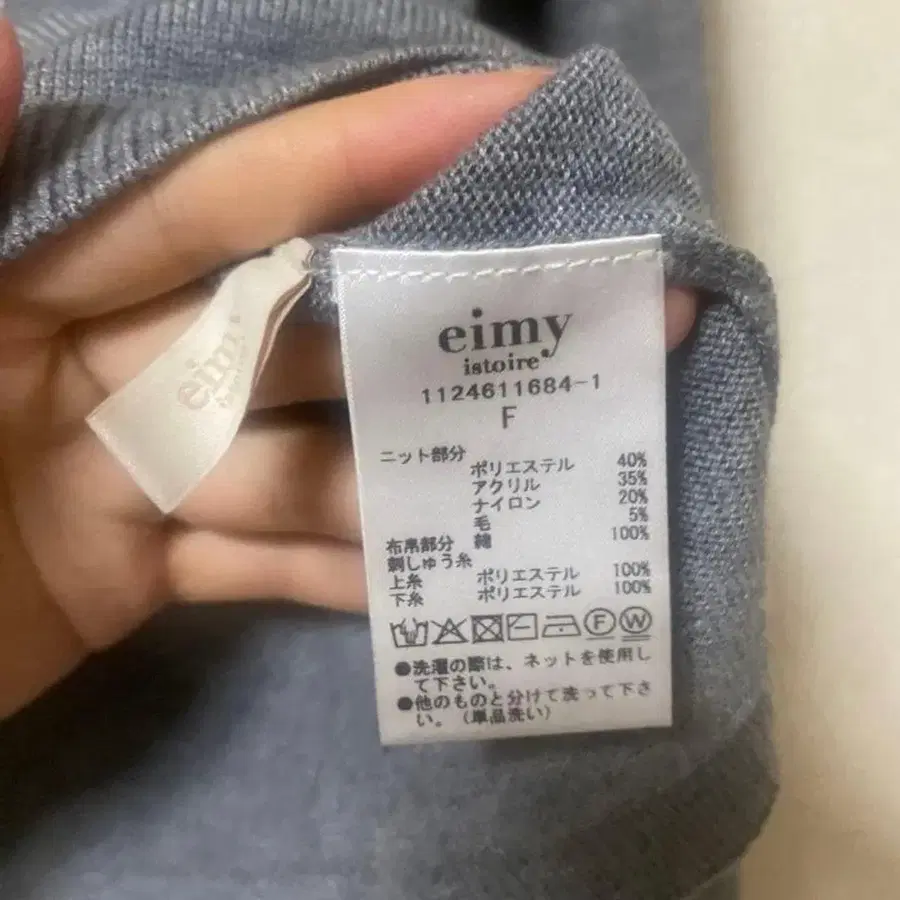 eimy
eimy
istoire
1124611684-1
F
ニット部分
ポリエステル 40%
アクリル 35%
ナイロン 20%
毛 5%
布帛部分 綿 100%
刺しゅう糸
上糸 ポリエステル 100%
下糸 ポリエステル 100%
F W
●洗濯の際は、ネットを使用し
て下さい。
●他のものと分けて洗って下さ
い。(単品洗い)